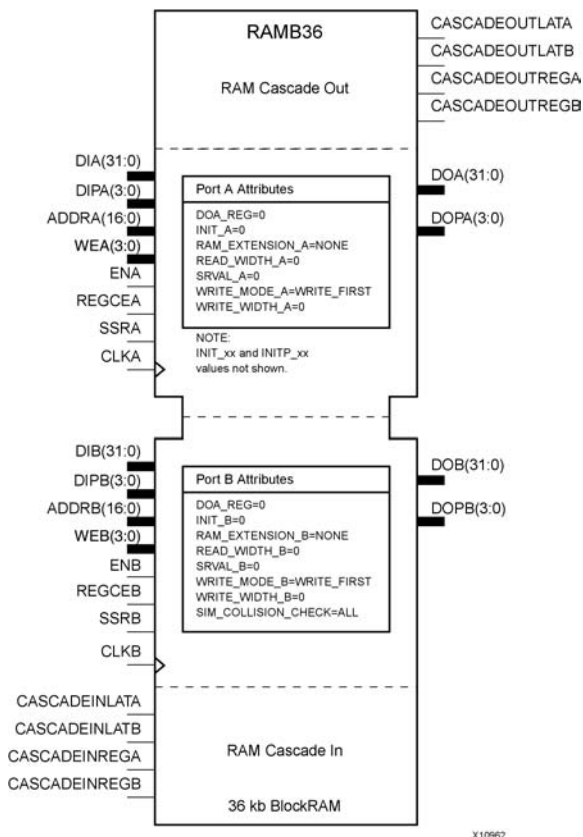 RAMB36
RAM Cascade Out
CASCADEOUTLATA
CASCADEOUTLATB
CASCADEOUTREGA
CASCADEOUTREGB
DIA(31:0)
DIPA(3:0)
ADDRA(16:0)
WEA(3:0)
ENA
REGCEA
SSRA
CLKA
Port A Attributes
DOA_REG=0
INIT_A=0
RAM_EXTENSION_A=NONE
READ_WIDTH_A=0
SRVAL_A=0
WRITE_MODE_A=WRITE_FIRST
WRITE_WIDTH_A=0
NOTE:
INIT_xx and INITP_xx
values not shown.
DOA(31:0)
DOPA(3:0)
DIB(31:0)
DIPB(3:0)
ADDRB(16:0)
WEB(3:0)
ENB
REGCEB
SSRB
CLKB
Port B Attributes
DOA_REG=0
INIT_B=0
RAM_EXTENSION_B=NONE
READ_WIDTH_B=0
SRVAL_B=0
WRITE_MODE_B=WRITE_FIRST
WRITE_WIDTH_B=0
SIM_COLLISION_CHECK=ALL
DOB(31:0)
DOPB(3:0)
CASCADEINLATA
CASCADEINLATB
CASCADEINREGA
CASCADEINREGB
RAM Cascade In
36 kb BlockRAM
X10962